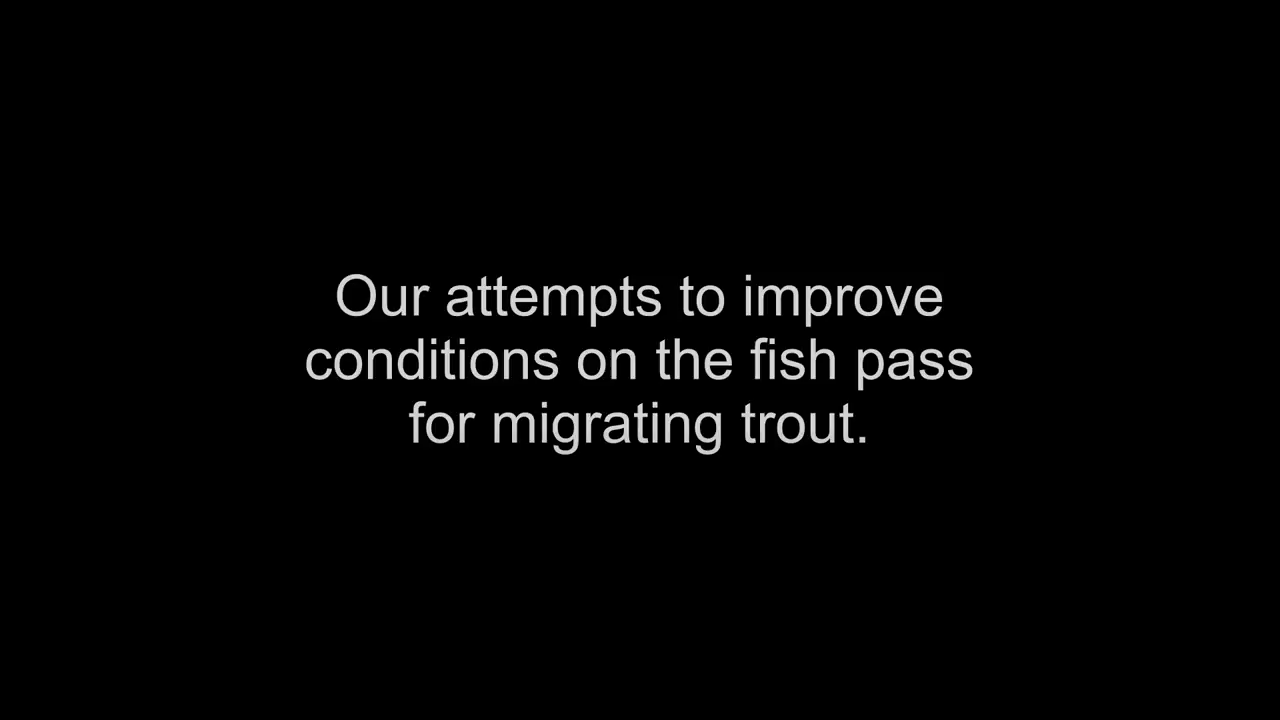 Our attempts to improve
conditions on the fish pass
for migrating trout.